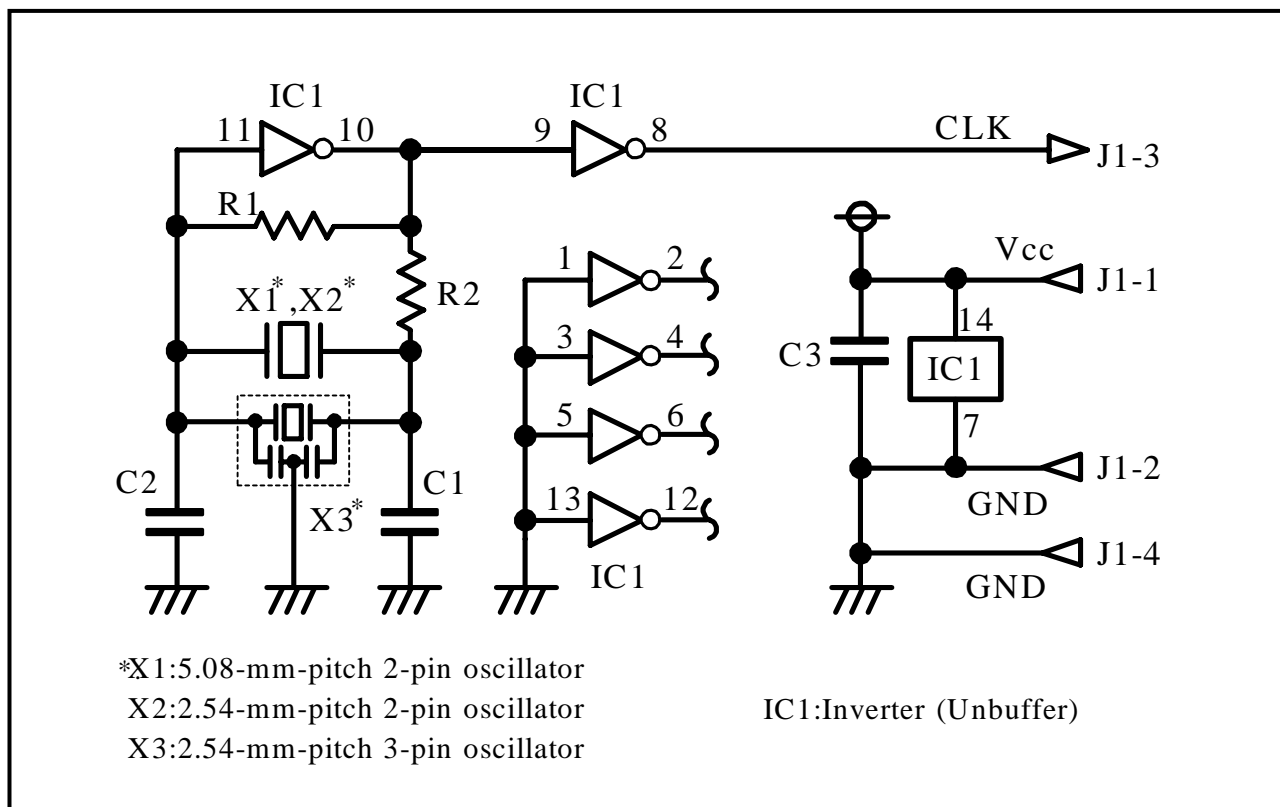 IC1 IC1
11 10 9 8 CLK J1-3
R1
1 2 Vcc J1-1
X1*,X2* R2
14
3 4 C3 IC1
5 6 7
C2 C1 J1-2
X3* 13 12 GND
IC1 J1-4
GND
*X1:5.08-mm-pitch 2-pin oscillator
X2:2.54-mm-pitch 2-pin oscillator
IC1:Inverter (Unbuffer)
X3:2.54-mm-pitch 3-pin oscillator